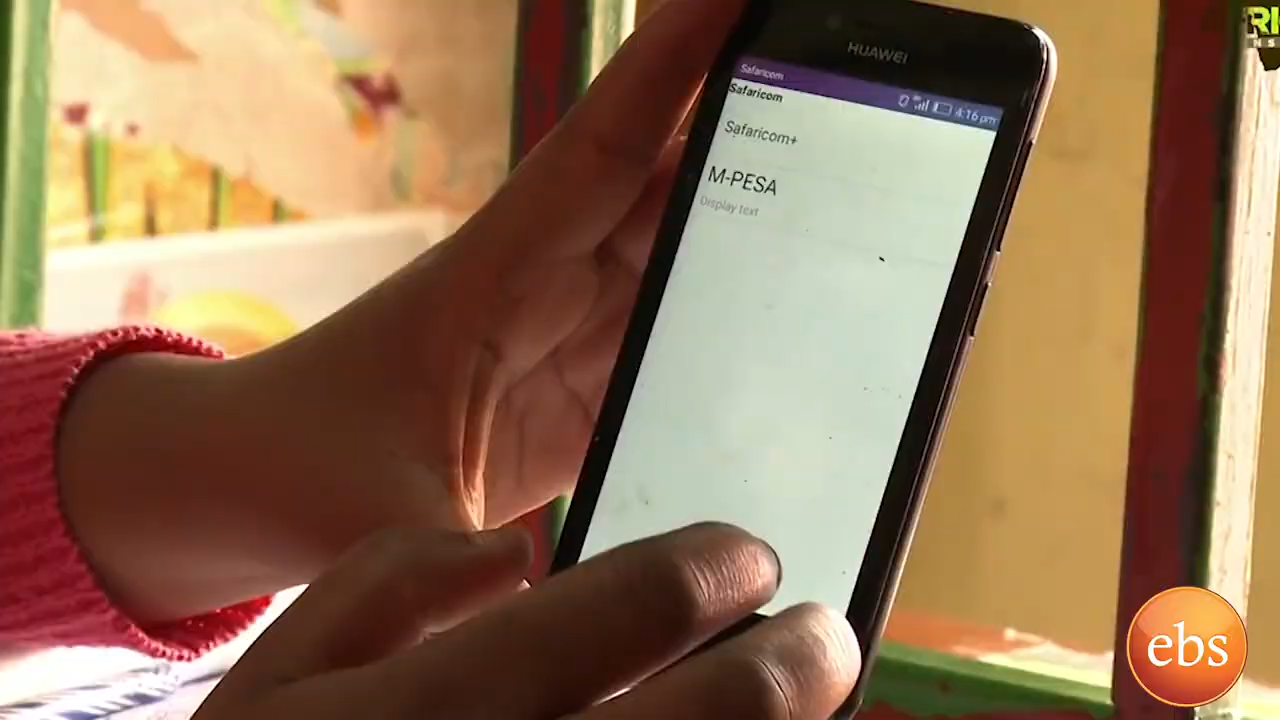 HUAWEI
Safaricom
4:16 pm
Safaricom
Safaricom+
M-PESA
Display text
ebs